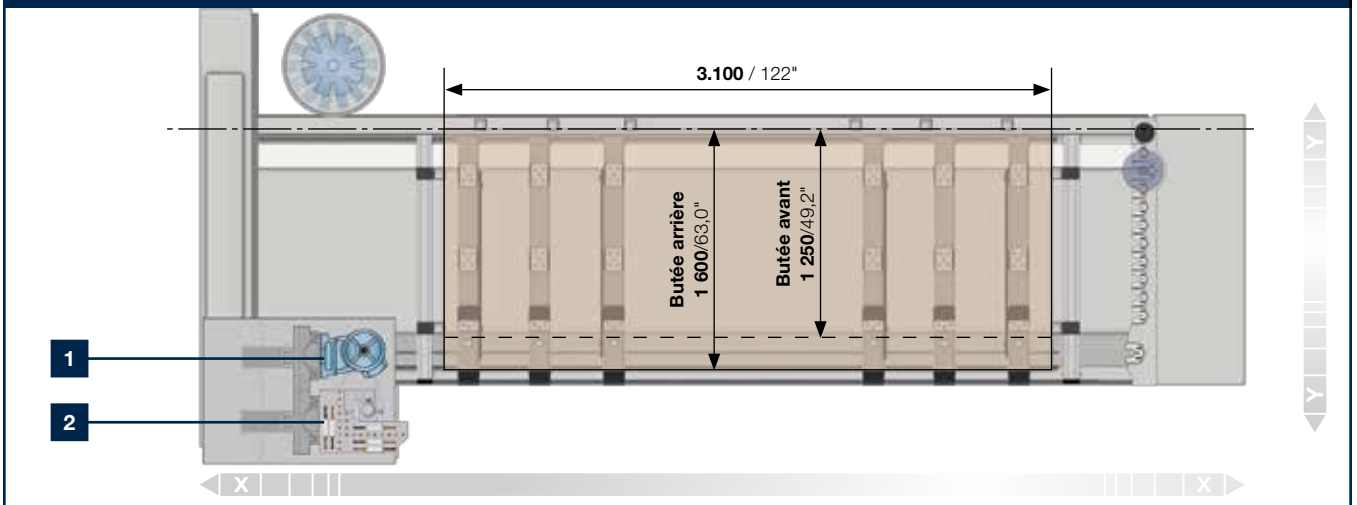 3.100 / 122"
Butée arrière
1 600/63,0"
Butée avant
1 250/49,2"
Y
Y
1
2
X
X